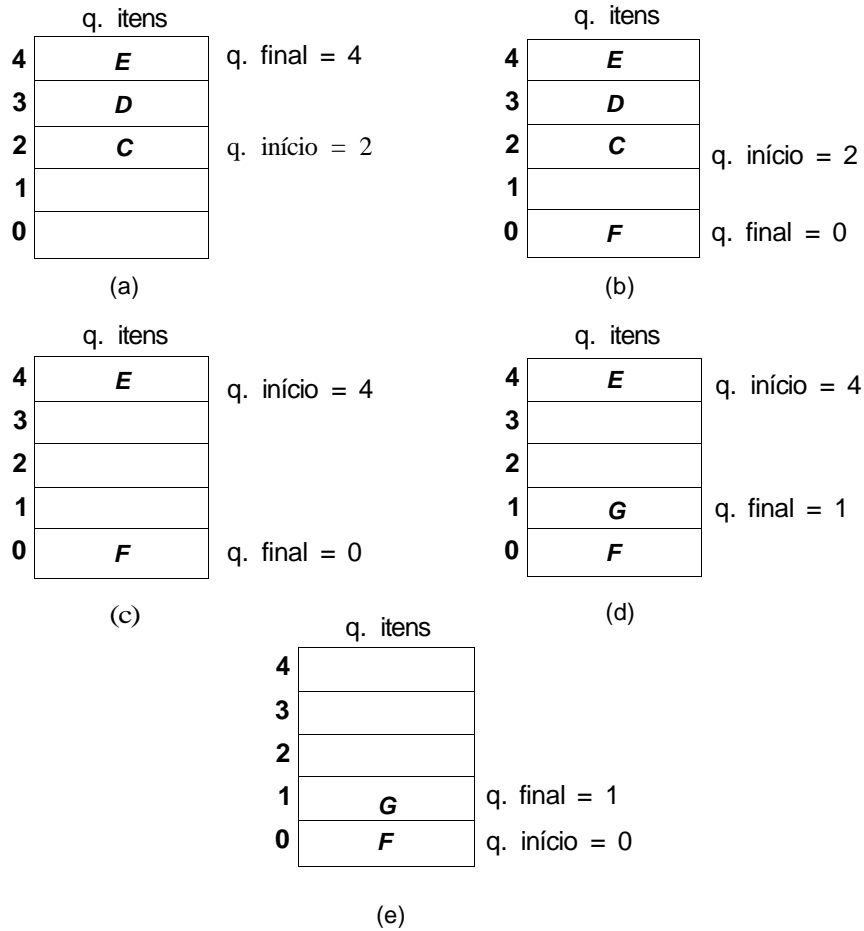 q. itens
4 E q. final = 4
3 D
2 C q. início = 2
1
0
(a)
q. itens
4 E
3 D
2 C q. início = 2
1
0 F q. final = 0
(b)
q. itens
4 E q. início = 4
3
2
1
0 F q. final = 0
(c)
q. itens
4 E q. início = 4
3
2
1 G q. final = 1
0 F
(d)
q. itens
4
3
2
1 G q. final = 1
0 F q. início = 0
(e)